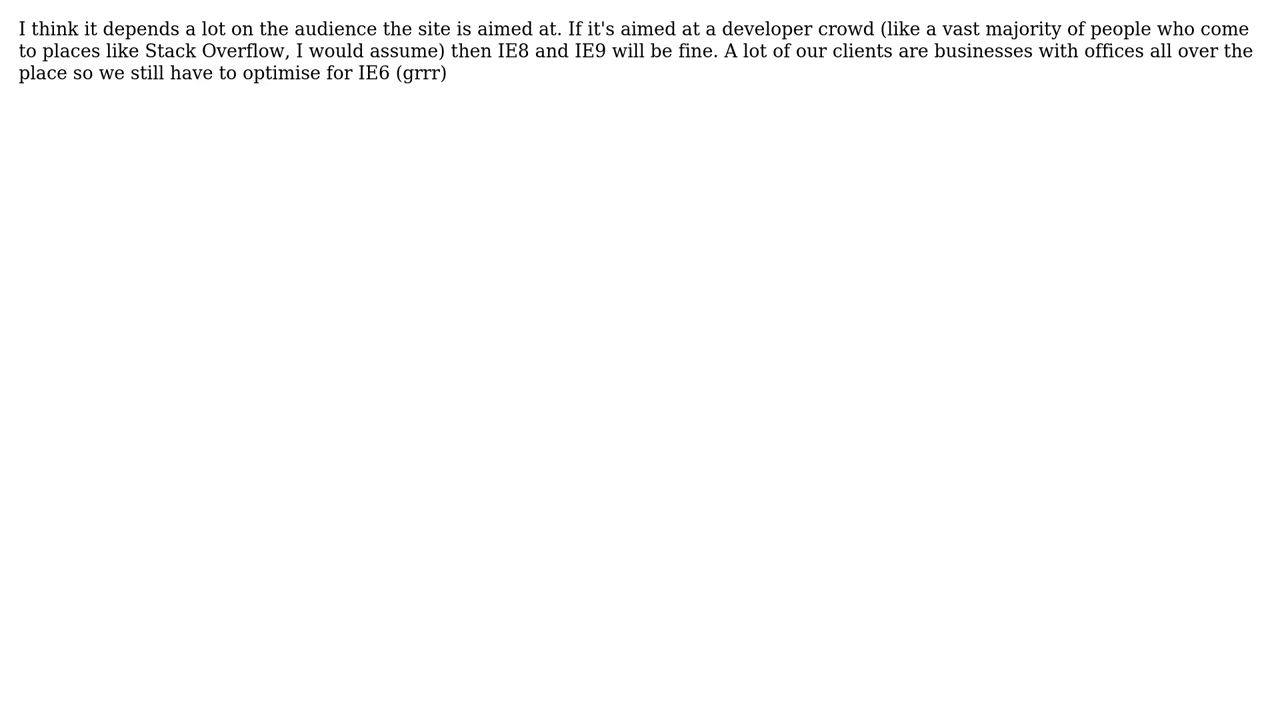 I think it depends a lot on the audience the site is aimed at. If it's aimed at a developer crowd (like a vast majority of people who come
to places like Stack Overflow, I would assume) then IE8 and IE9 will be fine. A lot of our clients are businesses with offices all over the
place so we still have to optimise for IE6 (grrr)